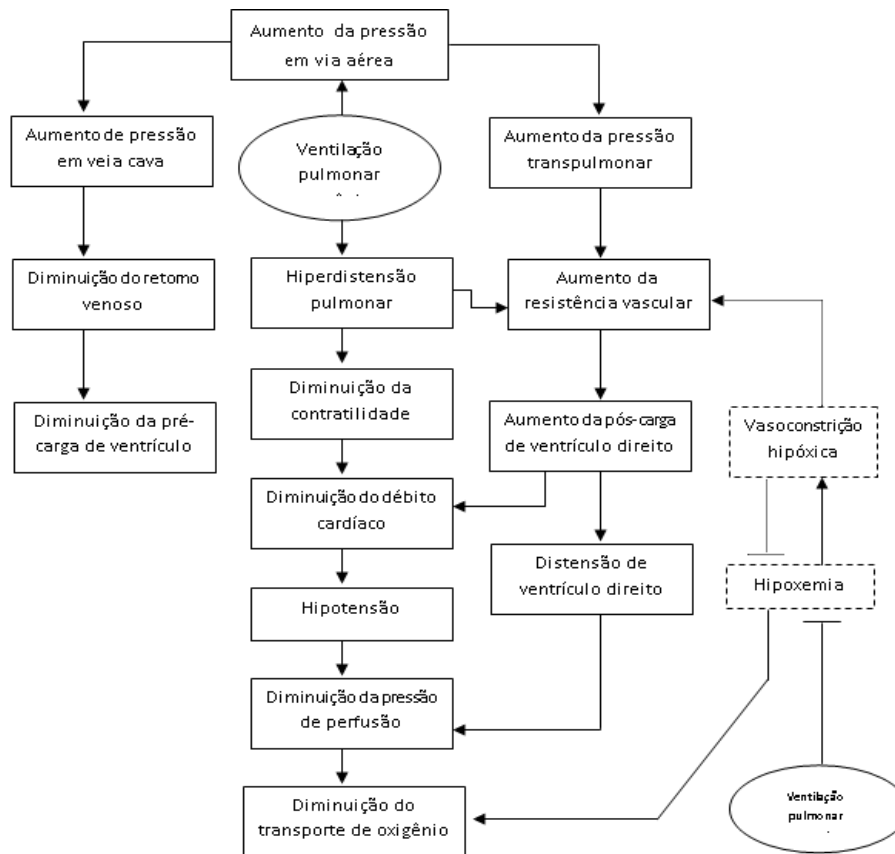 Aumento da pressão
em via aérea
Aumento de pressão
em veia cava
Ventilação
pulmonar
Aumento da pressão
transpulmonar
Diminuição do retorno
venoso
Hiperdistensão
pulmonar
Aumento da
resistência vascular
Diminuição da pré-
carga de ventrículo
Diminuição da
contratilidade
Aumento da pós-carga
de ventrículo direito
Vasoconstrição
hipóxica
Diminuição do débito
cardíaco
Distensão de
ventrículo direito
Hipoxemia
Hipotensão
Diminuição da pressão
de perfusão
Diminuição do
transporte de oxigênio
Ventilação
pulmonar